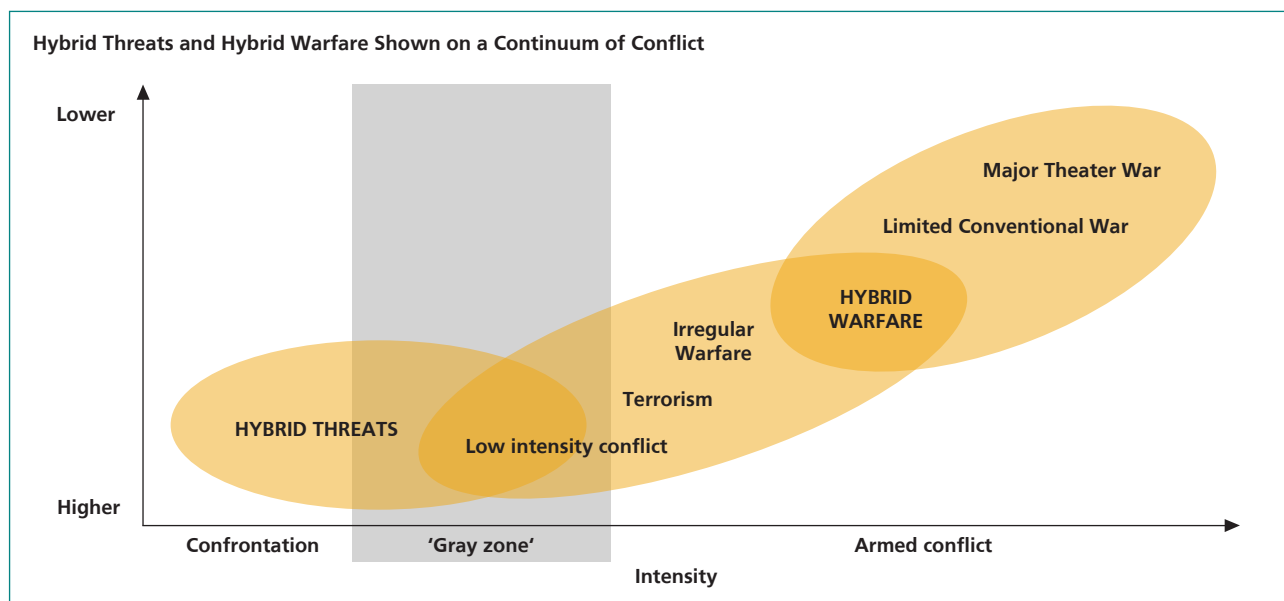 Hybrid Threats and Hybrid Warfare Shown on a Continuum of Conflict
Lower
Major Theater War
Limited Conventional War
HYBRID
WARFARE
Irregular
Warfare
Terrorism
HYBRID THREATS
Low intensity conflict
Higher
Confrontation
‘Gray zone‘
Armed conflict
Intensity